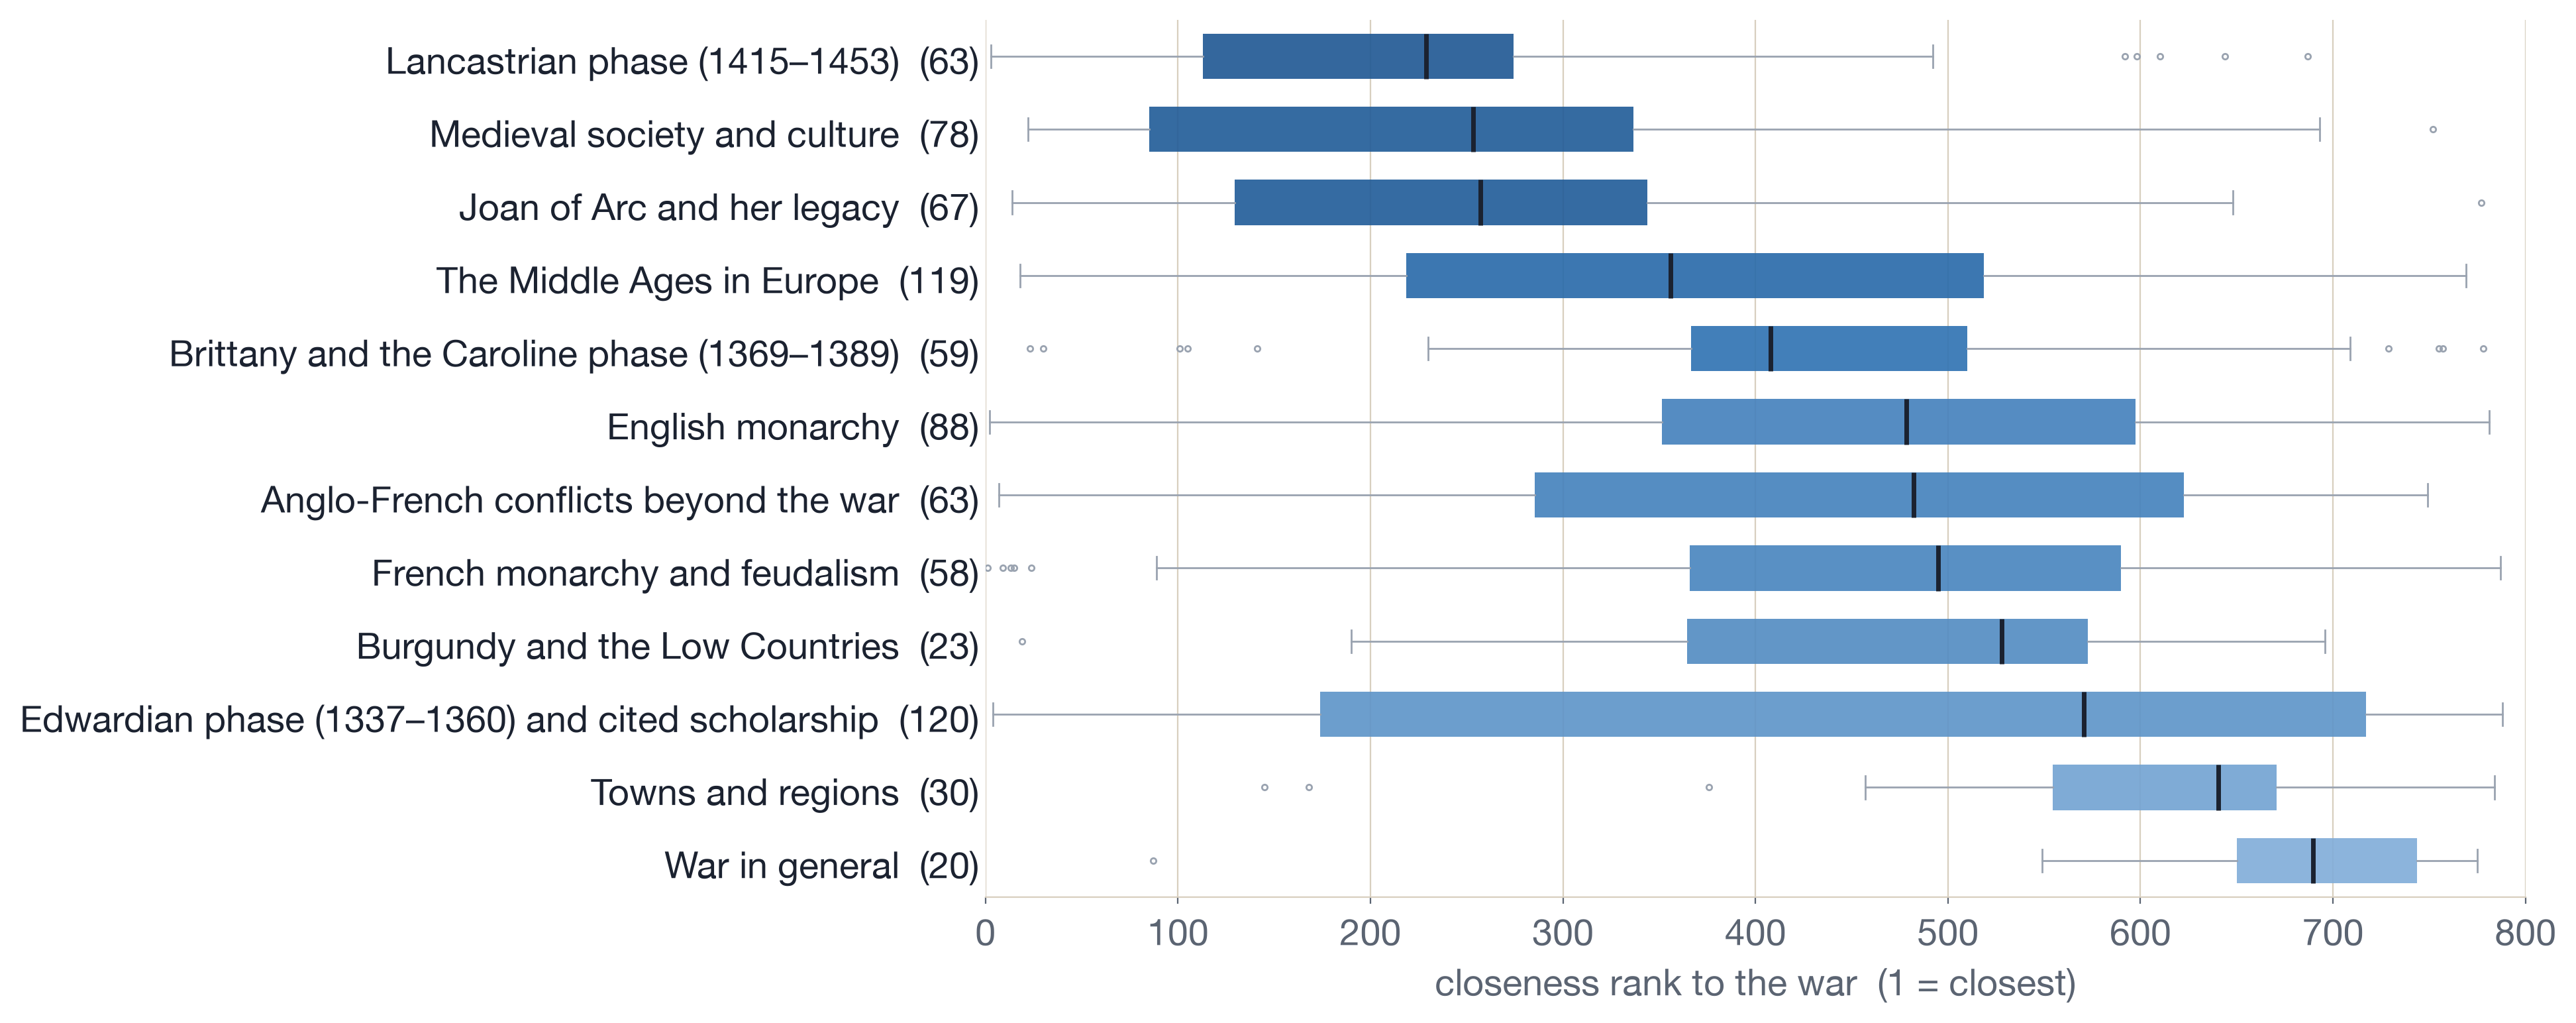 Lancastrian phase (1415–1453) (63)
Medieval society and culture (78)
Joan of Arc and her legacy (67)
The Middle Ages in Europe (119)
Brittany and the Caroline phase (1369–1389) (59)
English monarchy (88)
Anglo-French conflicts beyond the war (63)
French monarchy and feudalism (58)
Burgundy and the Low Countries (23)
Edwardian phase (1337–1360) and cited scholarship (120)
Towns and regions (30)
War in general (20)
0 100 200 300 400 500 600 700 800
closeness rank to the war (1 = closest)